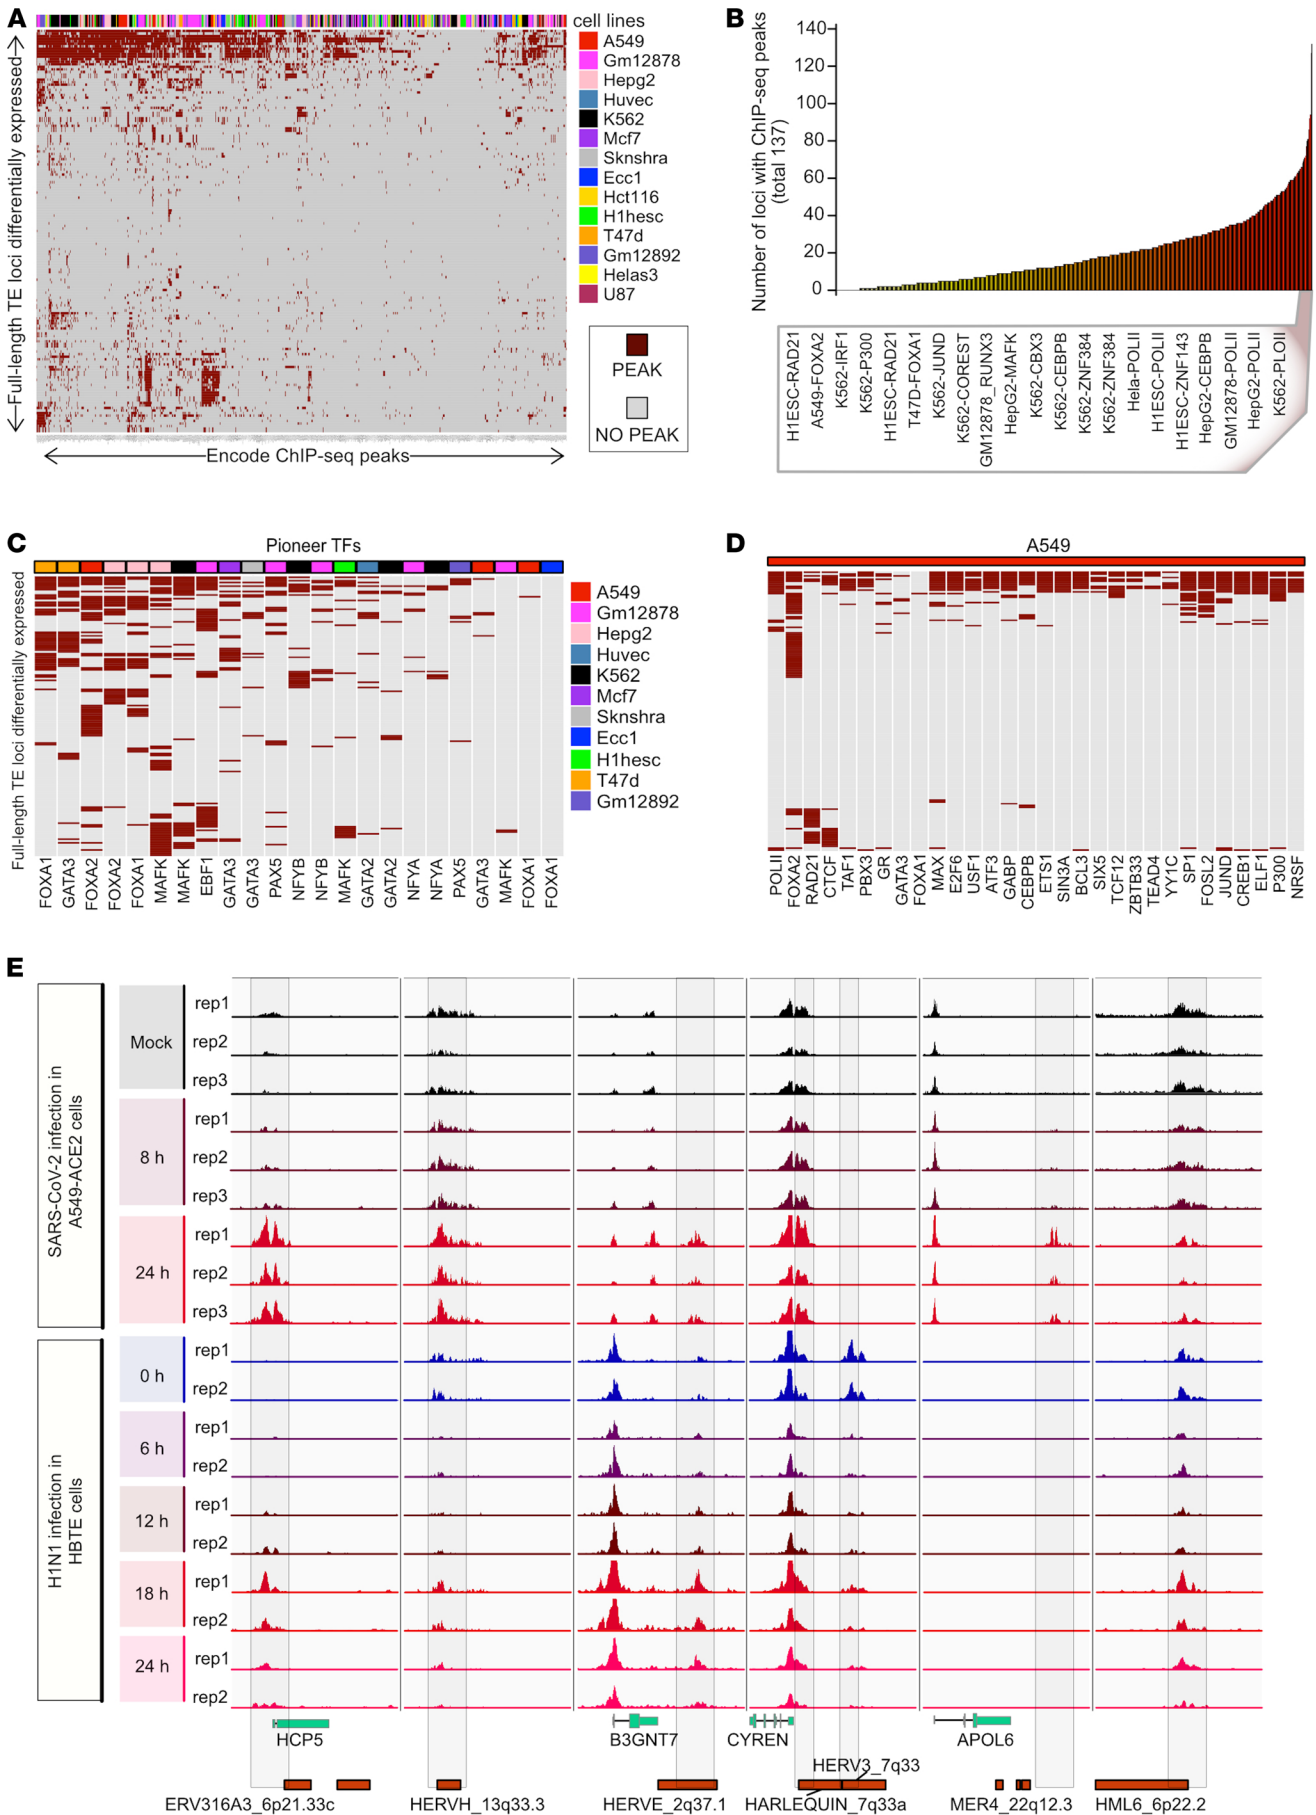 A
cell lines
A549
Gm12878
Hepg2
Huvec
K562
Mcf7
Sknshra
Ecc1
Hct116
H1hesc
T47d
Gm12892
Helas3
U87
PEAK
NO PEAK
Full-length TE loci differentially expressed
Encode ChIP-seq peaks
B
Number of loci with ChIP-seq peaks
(total 137)
140
120
100
80
60
40
20
0
H1ESC-RAD21
A549-FOXA2
K562-IRF1
K562-P300
H1ESC-RAD21
T47D-FOXA1
K562-JUND
K562-COREST
GM12878_RUNX3
HepG2-MAFK
K562-CBX3
K562-CEBPB
K562-ZNF384
K562-ZNF384
Hela-POLII
H1ESC-POLII
H1ESC-ZNF143
HepG2-CEBPB
GM12878-POLII
HepG2-POLII
K562-PLOII
C
Pioneer TFs
Full-length TE loci differentially expressed
A549
Gm12878
Hepg2
Huvec
K562
Mcf7
Sknshra
Ecc1
H1hesc
T47d
Gm12892
FOXA1
GATA3
FOXA2
FOXA2
FOXA1
MAFK
MAFK
EBF1
GATA3
GATA3
PAX5
NFYB
NFYB
MAFK
GATA2
GATA2
NFYA
NFYA
PAX5
GATA3
MAFK
FOXA1
FOXA1
D
A549
POLII
FOXA2
RAD21
CTCF
TAF1
PBX3
GR
GATA3
FOXA1
MAX
E2F6
USF1
ATF3
GABP
CEBPB
ETS1
SIN3A
BCL3
SIX5
TCF12
ZBTB33
TEAD4
YY1C
SP1
FOSL2
JUND
CREB1
ELF1
P300
NRSF
E
SARS-CoV-2 infection in
A549-ACE2 cells
Mock
rep1
rep2
rep3
8 h
rep1
rep2
rep3
24 h
rep1
rep2
rep3
H1N1 infection in
HBTE cells
0 h
rep1
rep2
6 h
rep1
rep2
12 h
rep1
rep2
18 h
rep1
rep2
24 h
rep1
rep2
HCP5
B3GNT7
CYREN
APOL6
HERV3_7q33
ERV316A3_6p21.33c
HERVH_13q33.3
HERVE_2q37.1
HARLEQUIN_7q33a
MER4_22q12.3
HML6_6p22.2